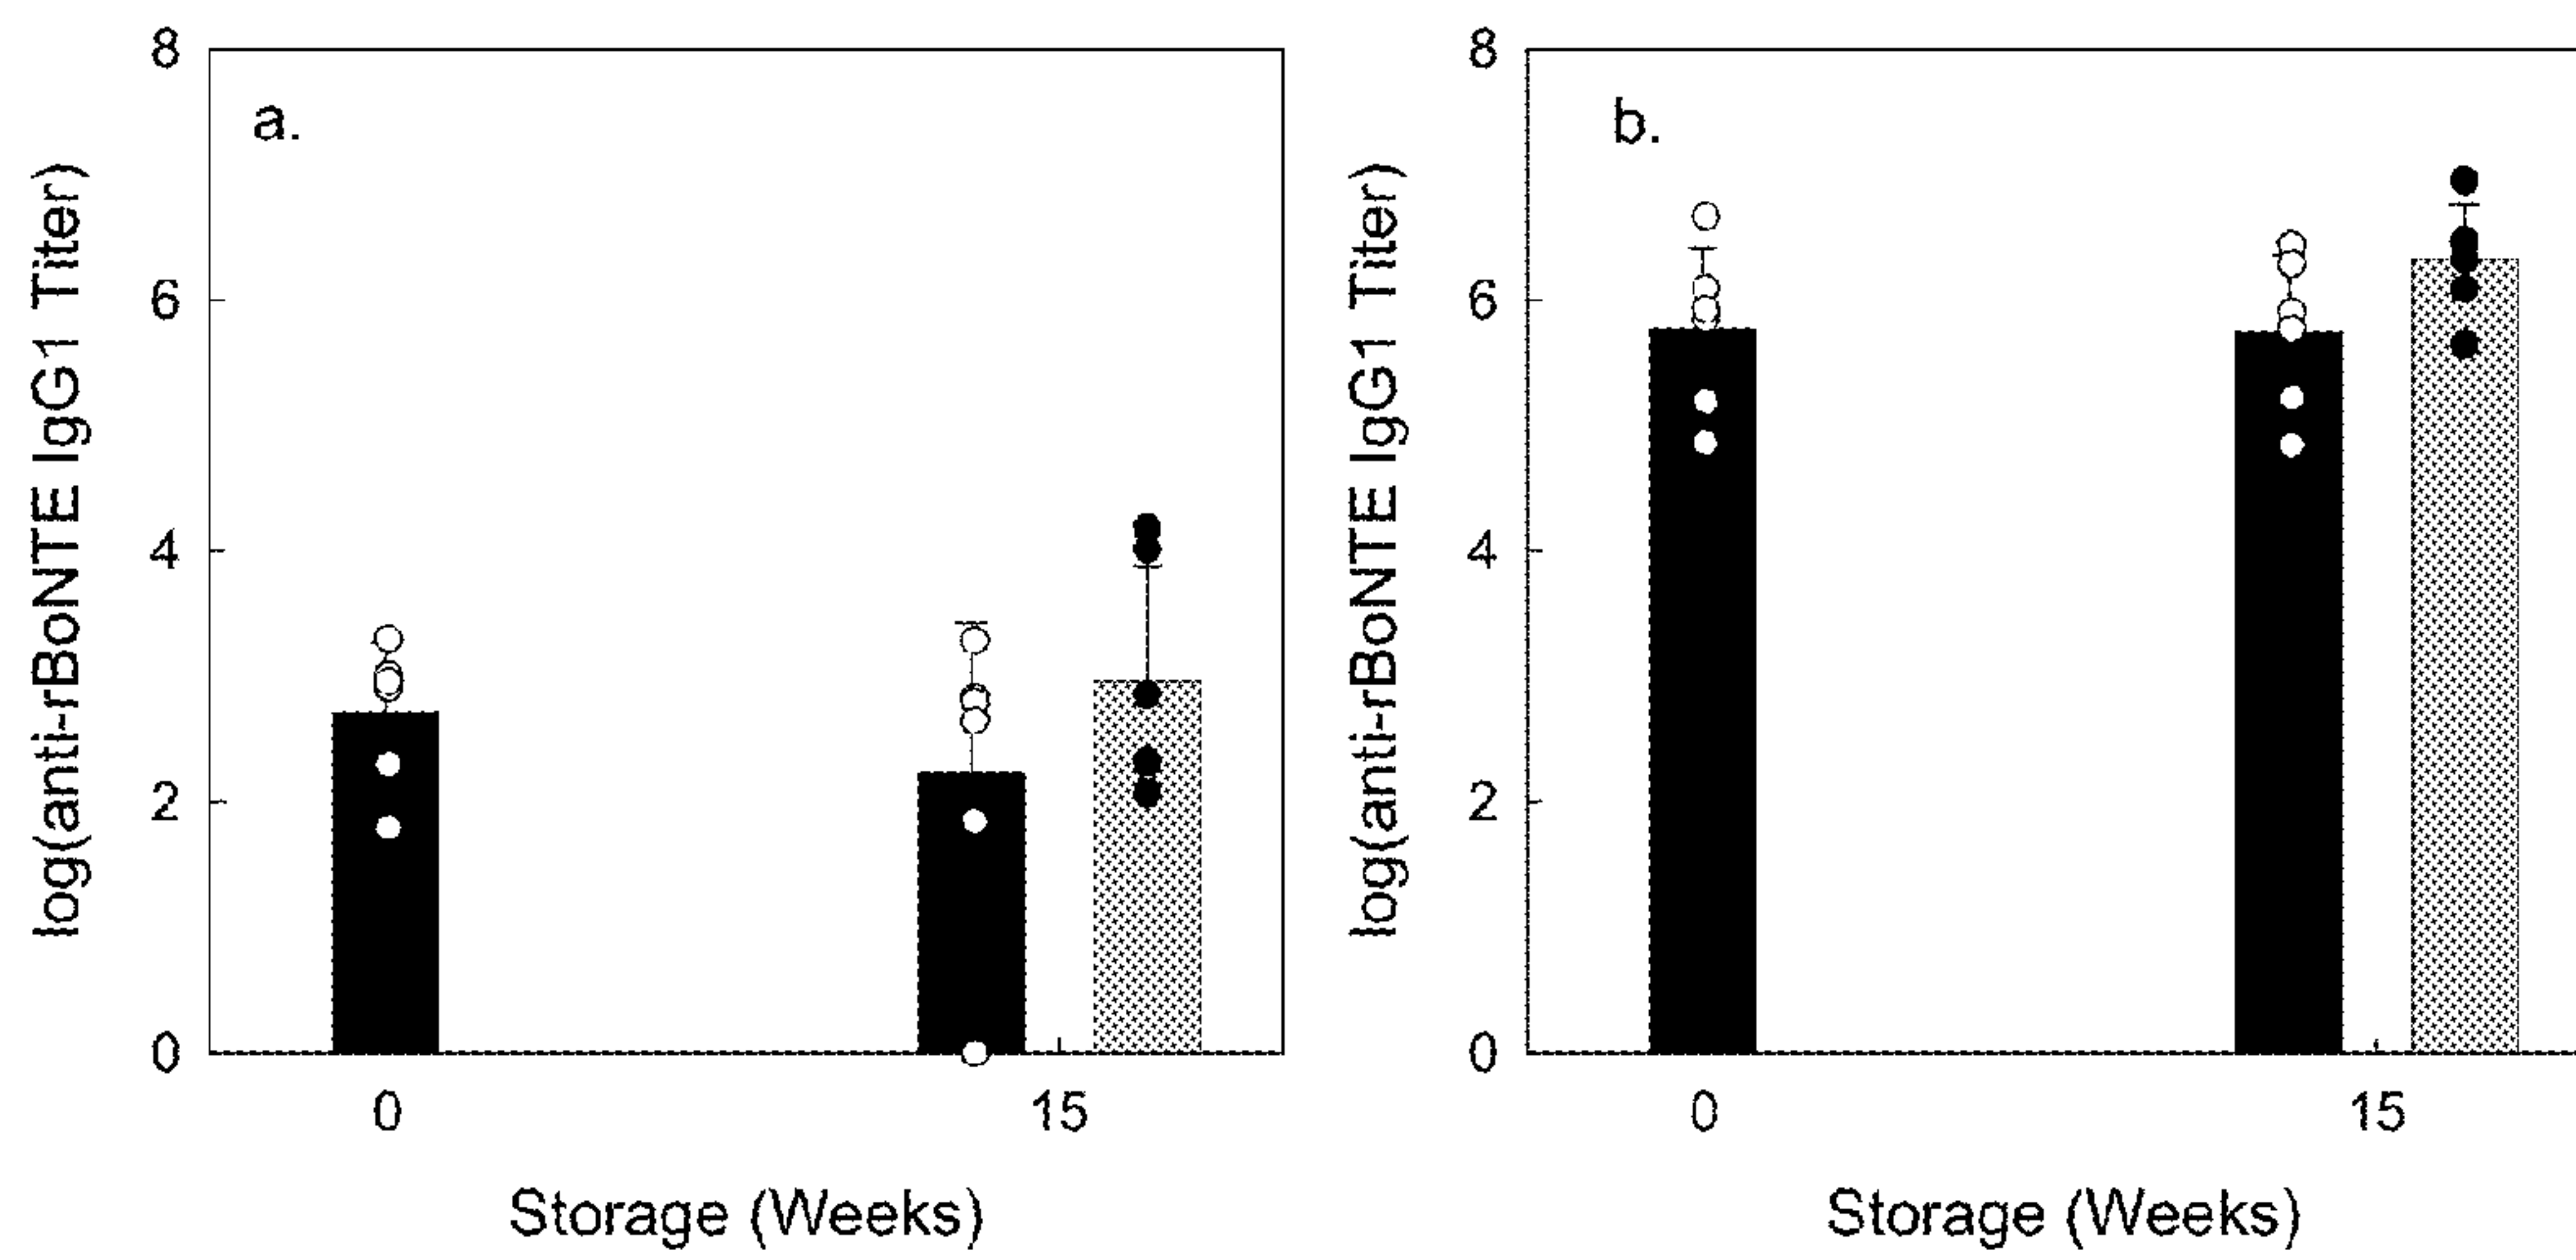 a.
log(anti-rBoNTE IgG1 Titer)
8
6
4
2
0
0
15
Storage (Weeks)
b.
log(anti-rBoNTE IgG1 Titer)
8
6
4
2
0
0
15
Storage (Weeks)